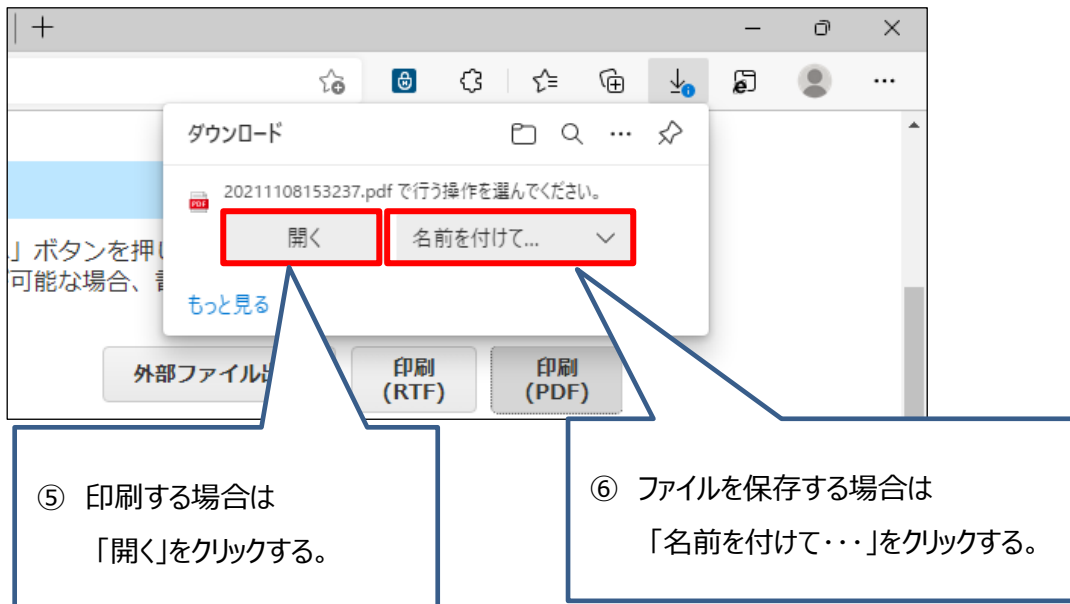 ダウンロード
20211108153237.pdf で行う操作を選んでください。
開く
名前を付けて...
」ボタンを押し
可能な場合、
もっと見る
外部ファイル出
印刷
(RTF)
印刷
(PDF)
⑤ 印刷する場合は
「開く」をクリックする。
⑥ ファイルを保存する場合は
「名前を付けて・・・」をクリックする。